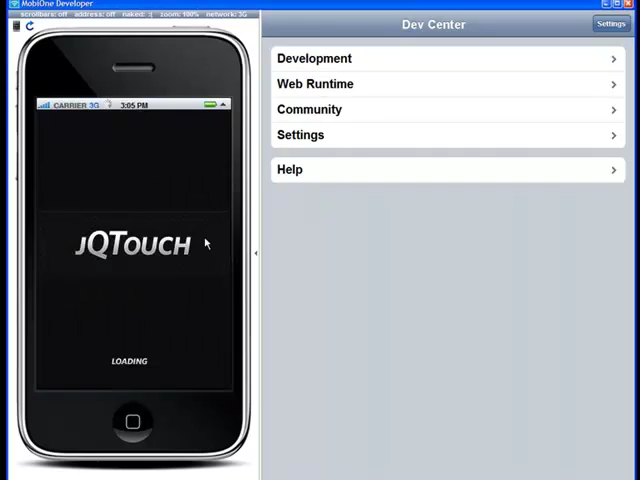 MobiOne Developer
scrollbars: off address: off naked: :( zoom: 100% network: 3G
Dev Center
Settings
CARRIER 3G 3:05 PM
JQTOUCH
LOADING
Development
Web Runtime
Community
Settings
Help